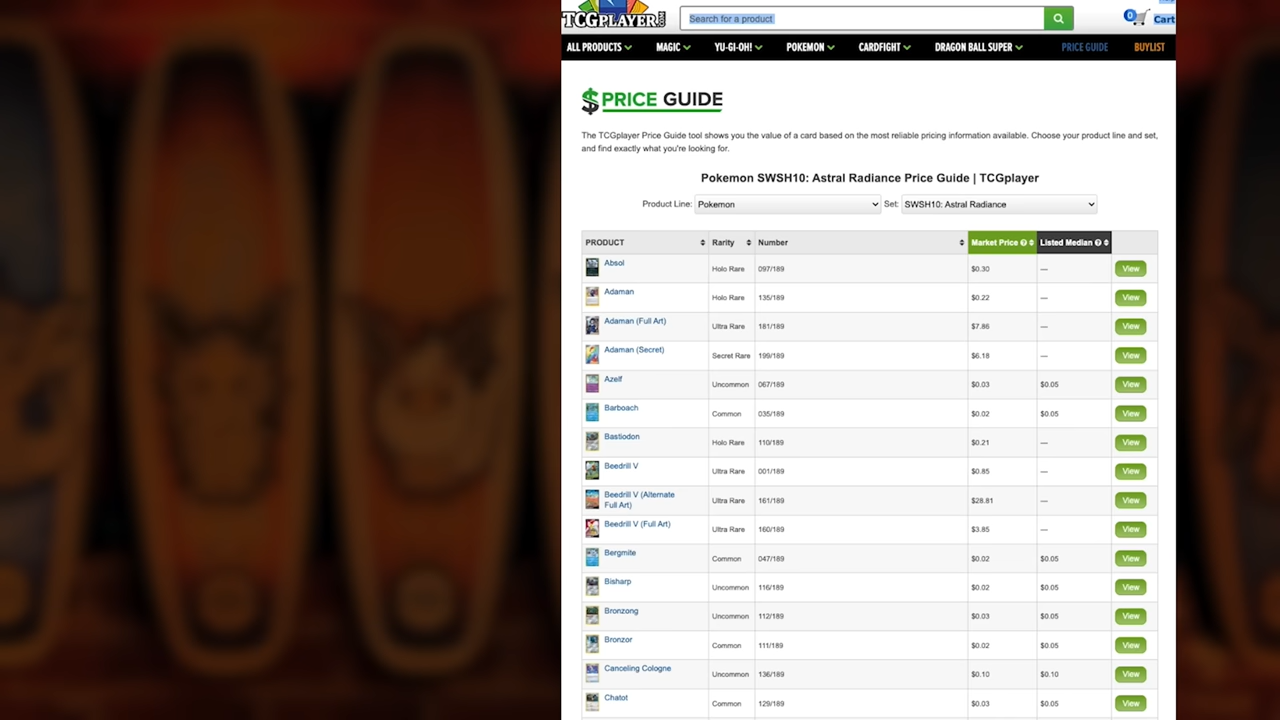 TCGPLAYER.COM
Search for a product
0
Cart
ALL PRODUCTS MAGIC YU-GI-OH! POKEMON CARDFIGHT DRAGON BALL SUPER PRICE GUIDE BUYLIST
$ PRICE GUIDE
The TCGplayer Price Guide tool shows you the value of a card based on the most reliable pricing information available. Choose your product line and set,
and find exactly what you're looking for.
Pokemon SWSH10: Astral Radiance Price Guide | TCGplayer
Product Line: Pokemon Set: SWSH10: Astral Radiance
PRODUCT Rarity Number Market Price Listed Median
Absol Holo Rare 097/189 $0.30 — View
Adaman Holo Rare 135/189 $0.22 — View
Adaman (Full Art) Ultra Rare 181/189 $7.86 — View
Adaman (Secret) Secret Rare 199/189 $6.18 — View
Azelf Uncommon 067/189 $0.03 $0.05 View
Barboach Common 035/189 $0.02 $0.05 View
Bastiodon Holo Rare 110/189 $0.21 — View
Beedrill V Ultra Rare 001/189 $0.85 — View
Beedrill V (Alternate
Full Art) Ultra Rare 161/189 $28.81 — View
Beedrill V (Full Art) Ultra Rare 160/189 $3.85 — View
Bergmite Common 047/189 $0.02 $0.05 View
Bisharp Uncommon 116/189 $0.02 $0.05 View
Bronzong Uncommon 112/189 $0.03 $0.05 View
Bronzor Common 111/189 $0.02 $0.05 View
Canceling Cologne Uncommon 136/189 $0.10 $0.10 View
Chatot Common 129/189 $0.03 $0.05 View